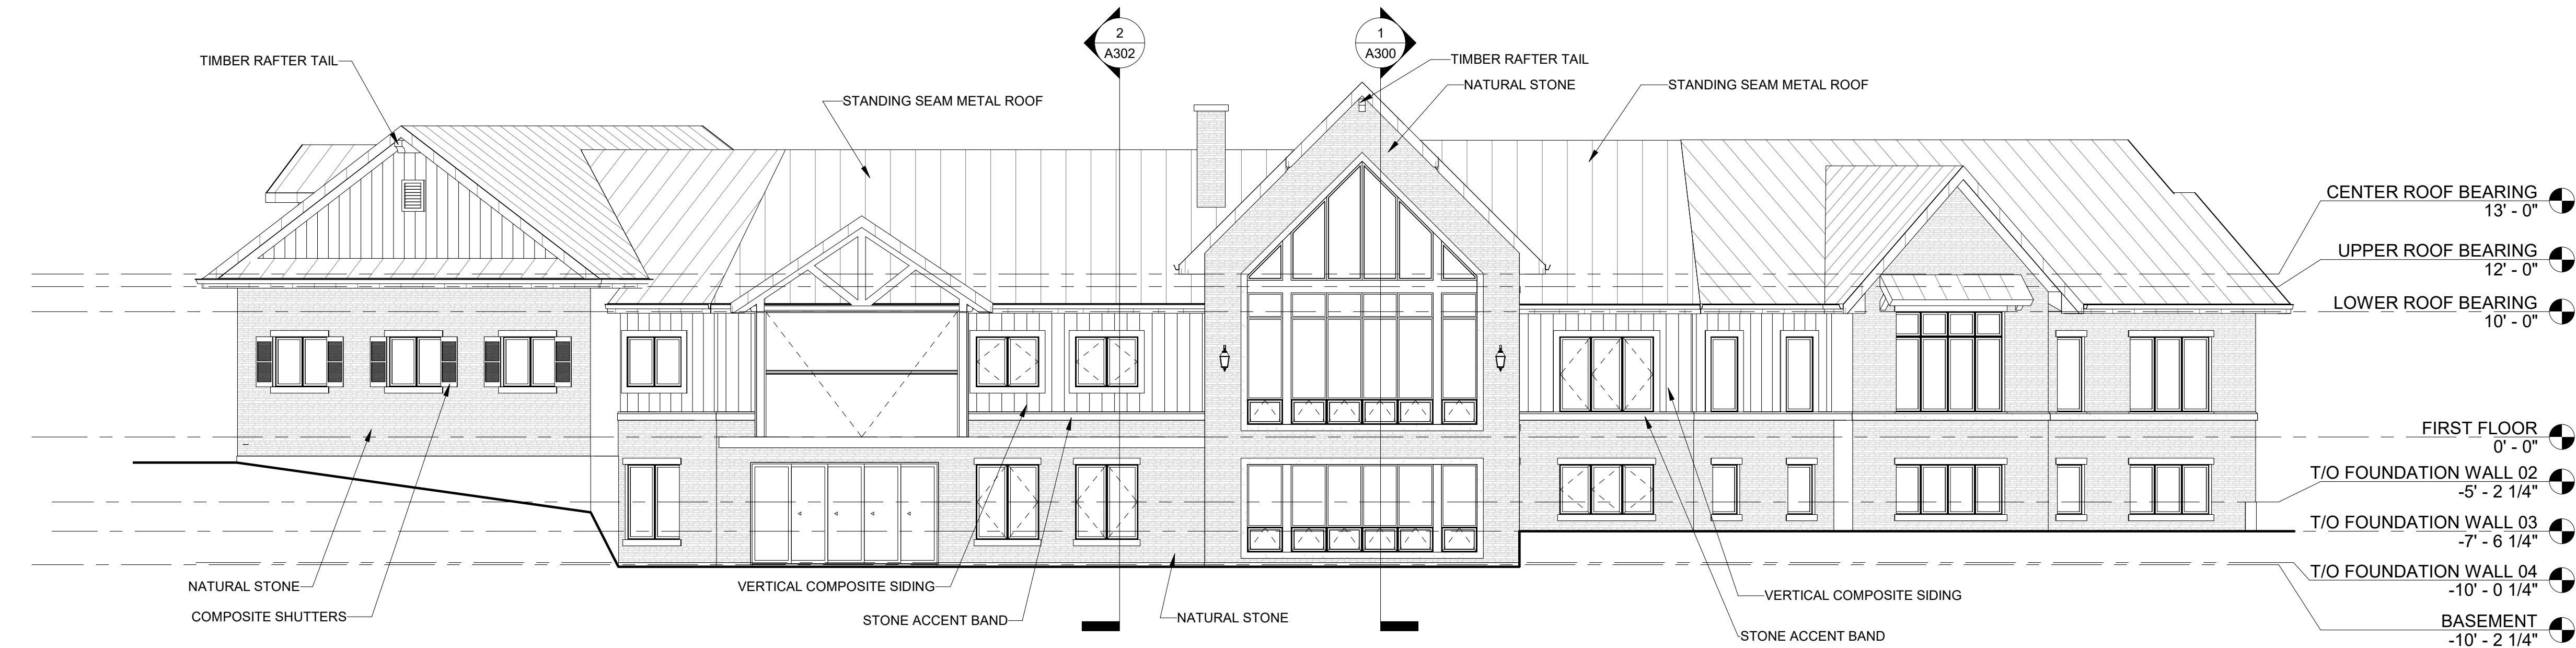 2
A302
1
A300
TIMBER RAFTER TAIL
TIMBER RAFTER TAIL
NATURAL STONE
STANDING SEAM METAL ROOF
STANDING SEAM METAL ROOF
CENTER ROOF BEARING
13' - 0"
UPPER ROOF BEARING
12' - 0"
LOWER ROOF BEARING
10' - 0"
FIRST FLOOR
0' - 0"
T/O FOUNDATION WALL 02
-5' - 2 1/4"
T/O FOUNDATION WALL 03
-7' - 6 1/4"
T/O FOUNDATION WALL 04
-10' - 0 1/4"
BASEMENT
-10' - 2 1/4"
NATURAL STONE
COMPOSITE SHUTTERS
VERTICAL COMPOSITE SIDING
STONE ACCENT BAND
NATURAL STONE
VERTICAL COMPOSITE SIDING
STONE ACCENT BAND